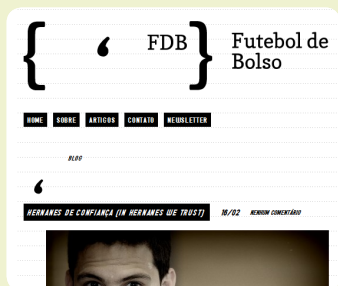 { ‘ FDB } Futebol de
Bolso
HOME SOBRE ARTIGOS CONTATO NEWSLETTER
BLOG
‘
HERNANES DE CONFIANÇA (IN HERNANES WE TRUST) 16/02 NENHUM COMENTÁRIO